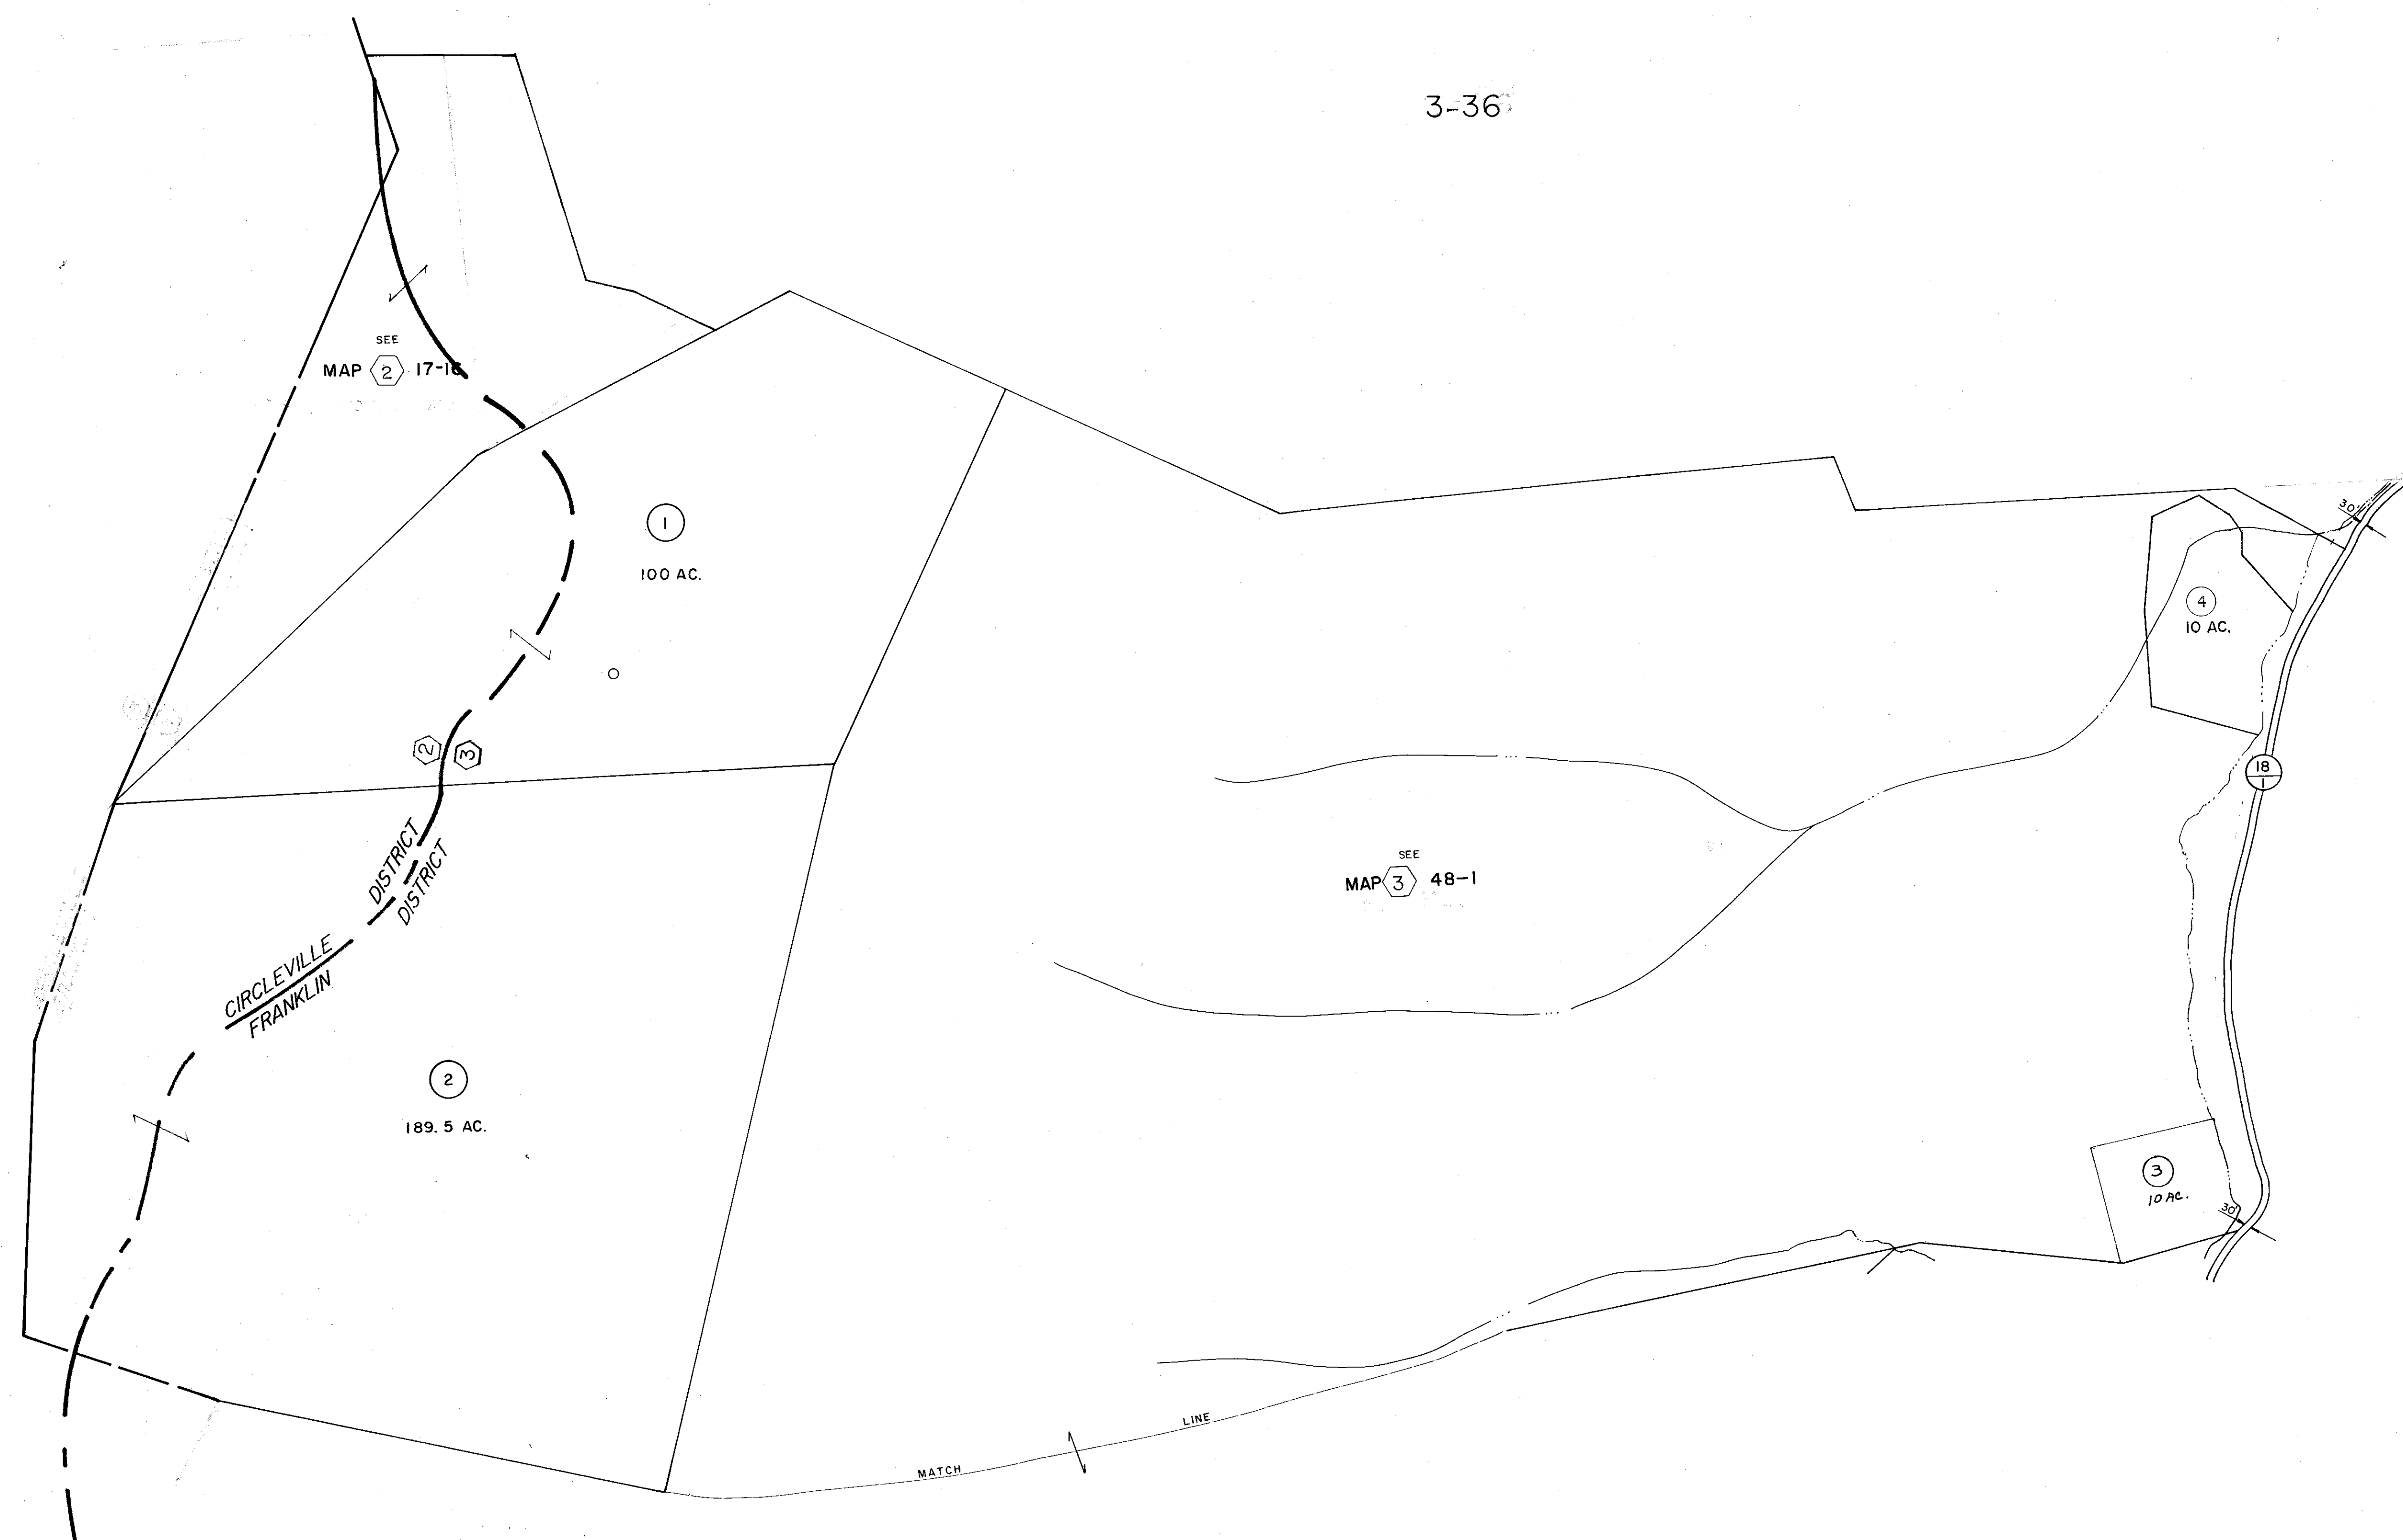 3-36
SEE
MAP 2 17-16
1
100 AC.
30'
4
10 AC.
2 3
18
1
DISTRICT
DISTRICT
SEE
MAP 3 48-1
CIRCLEVILLE
FRANKLIN
2
189.5 AC.
3
10 AC.
30'
LINE
MATCH